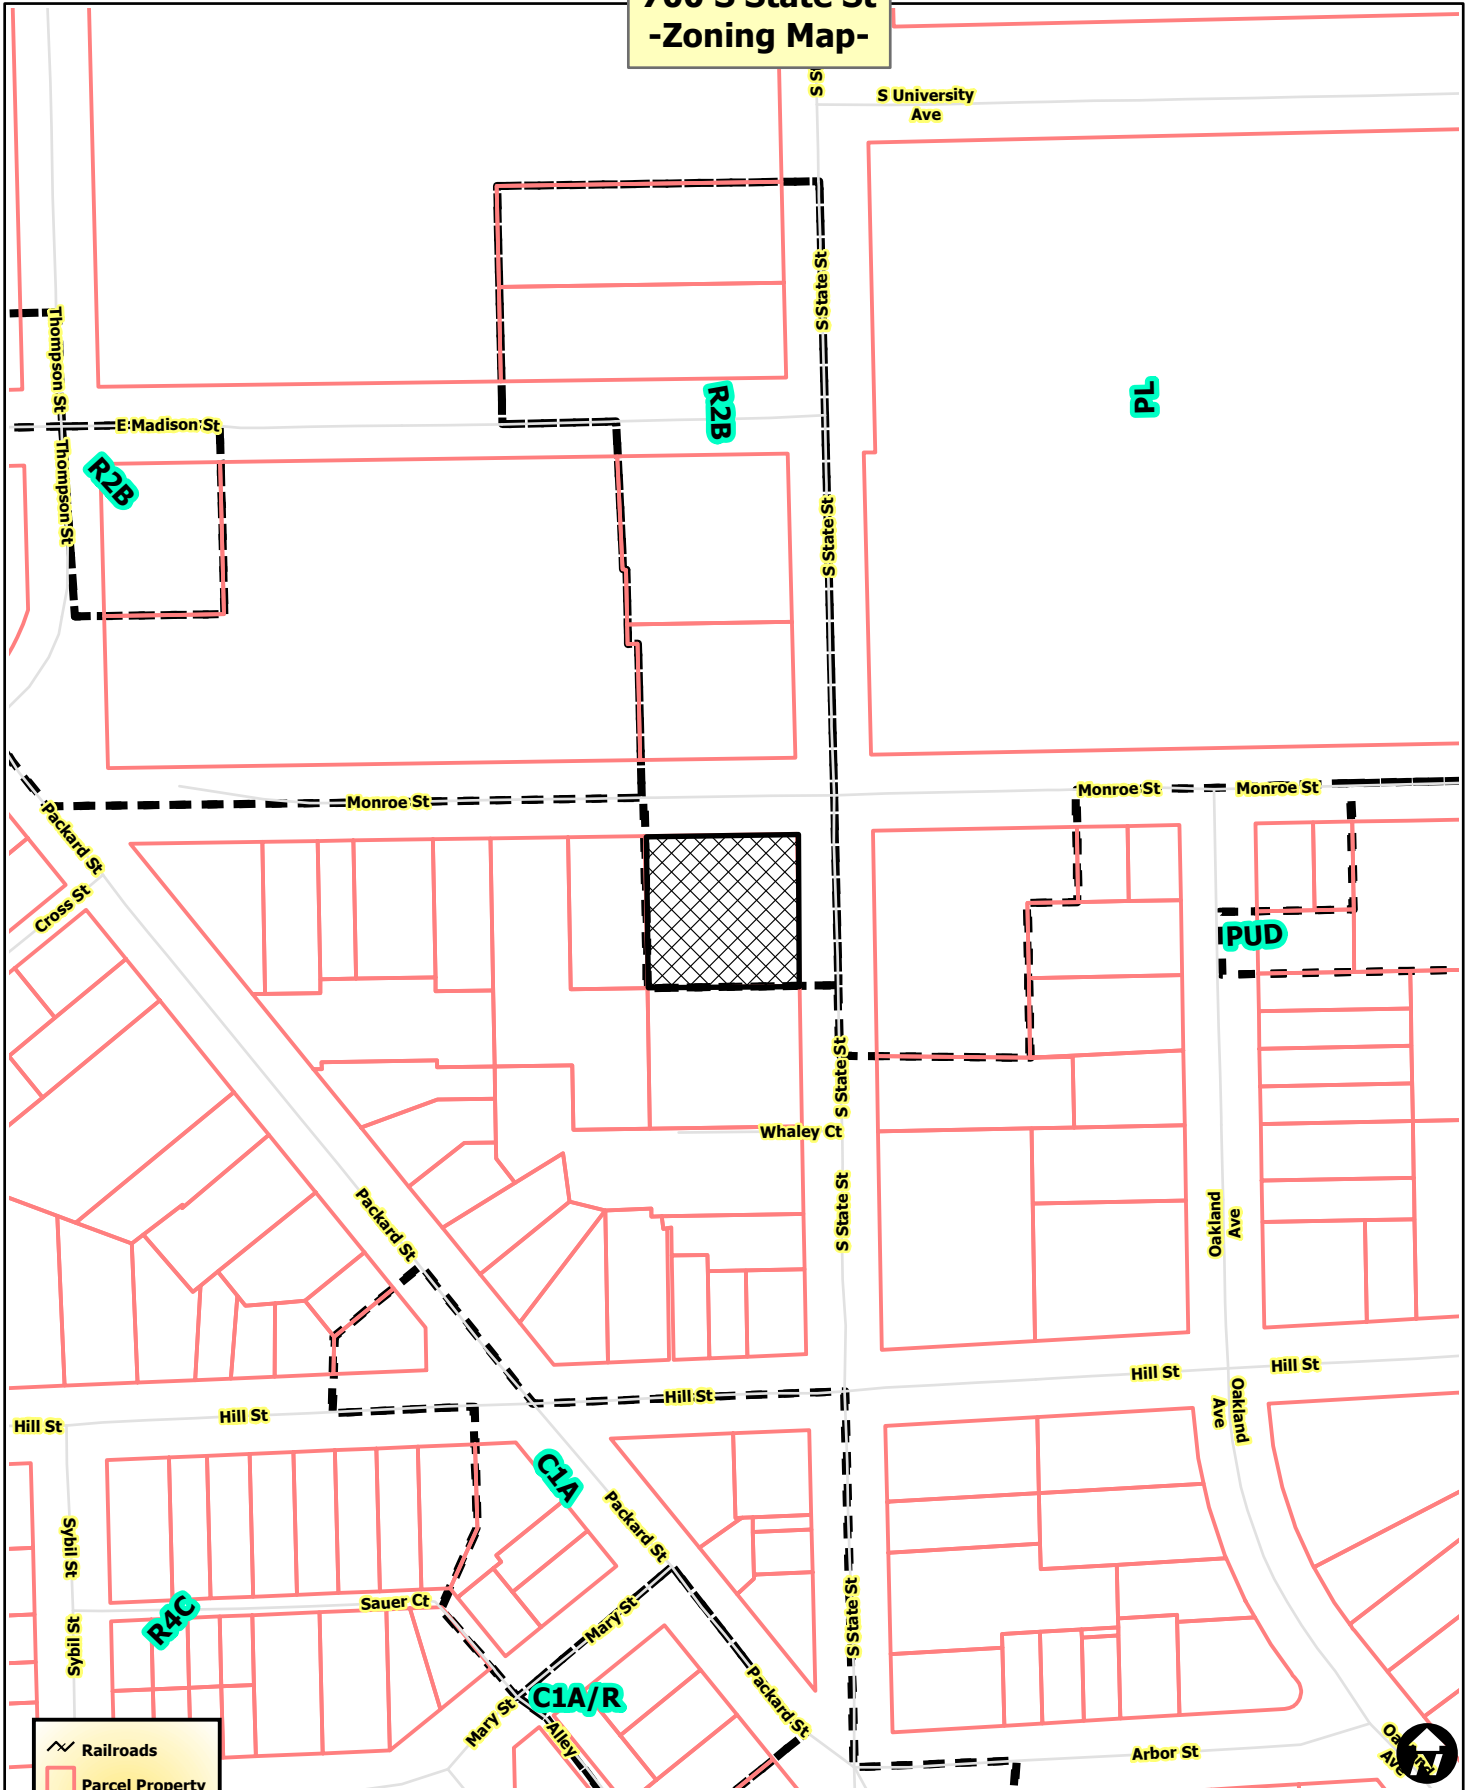 700 S State St
-Zoning Map-
S University
Ave
S State St
Thompson St
R2B
PL
E Madison St
R2B
Thompson St
S State St
Monroe St
Monroe St
Monroe St
Packard St
Cross St
PUD
S State St
Whaley Ct
S State St
Oakland
Ave
Packard St
Hill St
Hill St
Hill St
Hill St
Hill St
Oakland
Ave
C1A
Packard St
Sybil St
Sauer Ct
R4C
Mary St
S State St
Sybil St
C1A/R
Packard St
Mary St
Alley
Arbor St
Railroads
Parcel Property
N